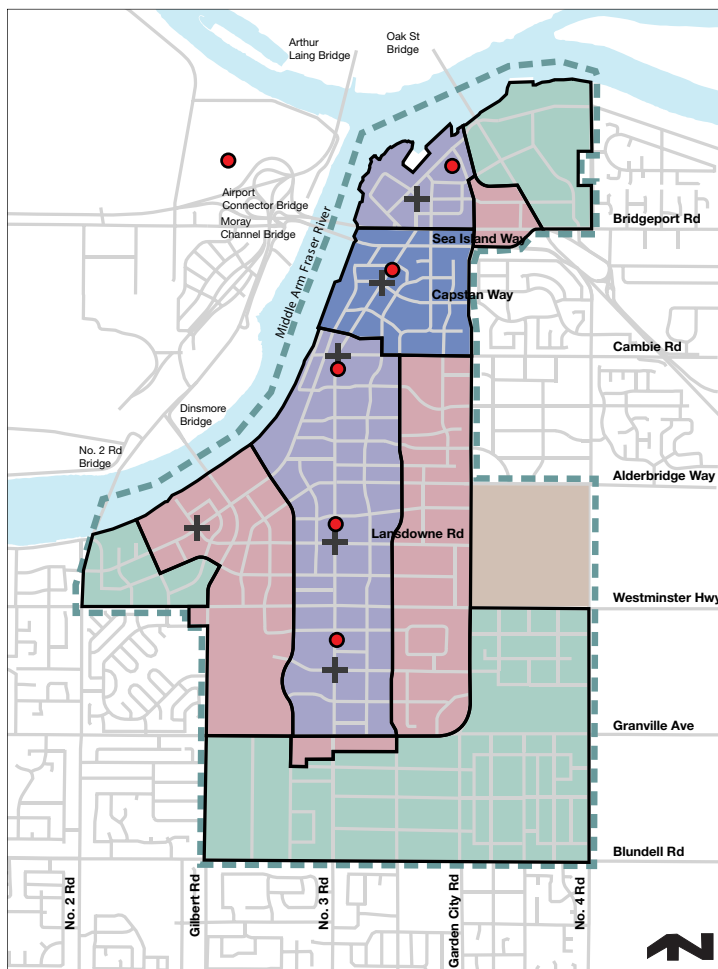 Arthur
Laing Bridge
Oak St
Bridge
Airport
Connector Bridge
Moray
Channel Bridge
Middle Arm Fraser River
Bridgeport Rd
Sea Island Way
Capstan Way
Cambie Rd
Dinsmore
Bridge
No. 2 Rd
Bridge
Alderbridge Way
Lansdowne Rd
Westminster Hwy
Granville Ave
Blundell Rd
No. 2 Rd
Gilbert Rd
No. 3 Rd
Garden City Rd
No. 4 Rd